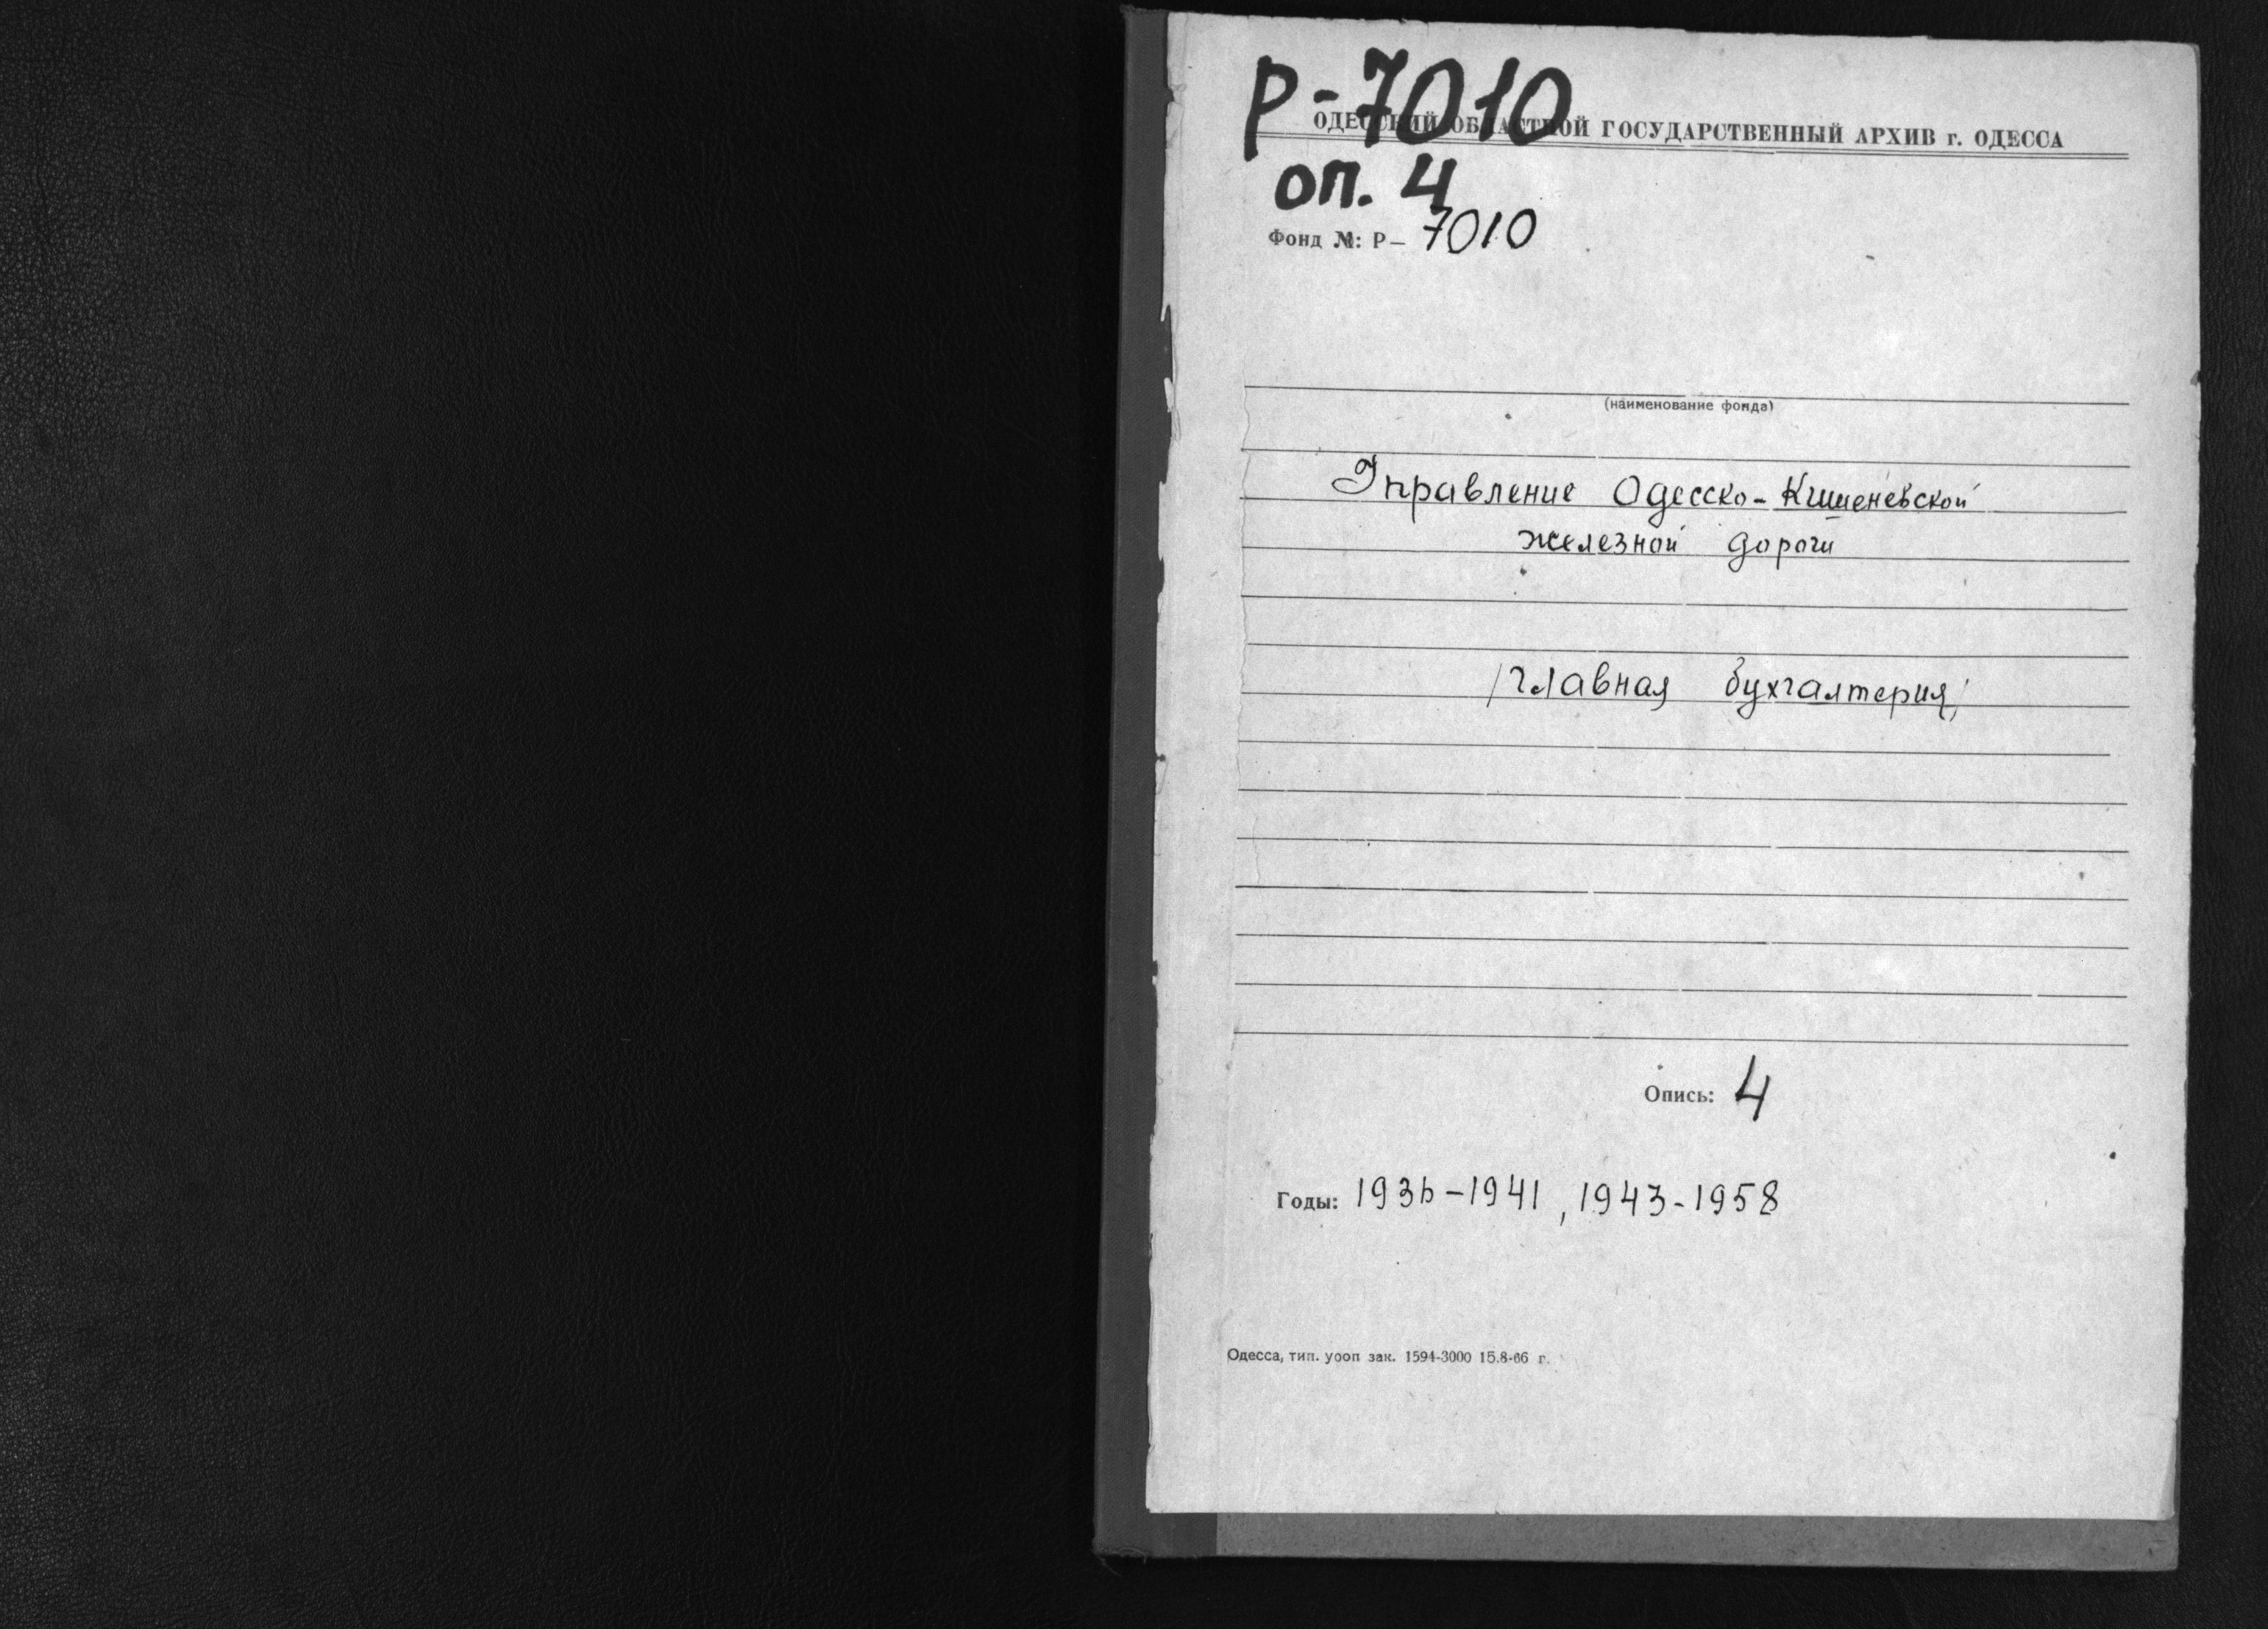 Р-7010
ОДЕССКИЙ ОБЛАСТНОЙ ГОСУДАРСТВЕННЫЙ АРХИВ г. ОДЕССА
оп. 4
Фонд №: Р— 7010
(наименование фонда)
Управление Одесско-Кишеневской
железной дороги
/главная бухгалтерия/
Опись: 4
Годы: 1936-1941, 1943-1958
Одесса, тип. уооп зак. 1594-3000 15.8-66 г.